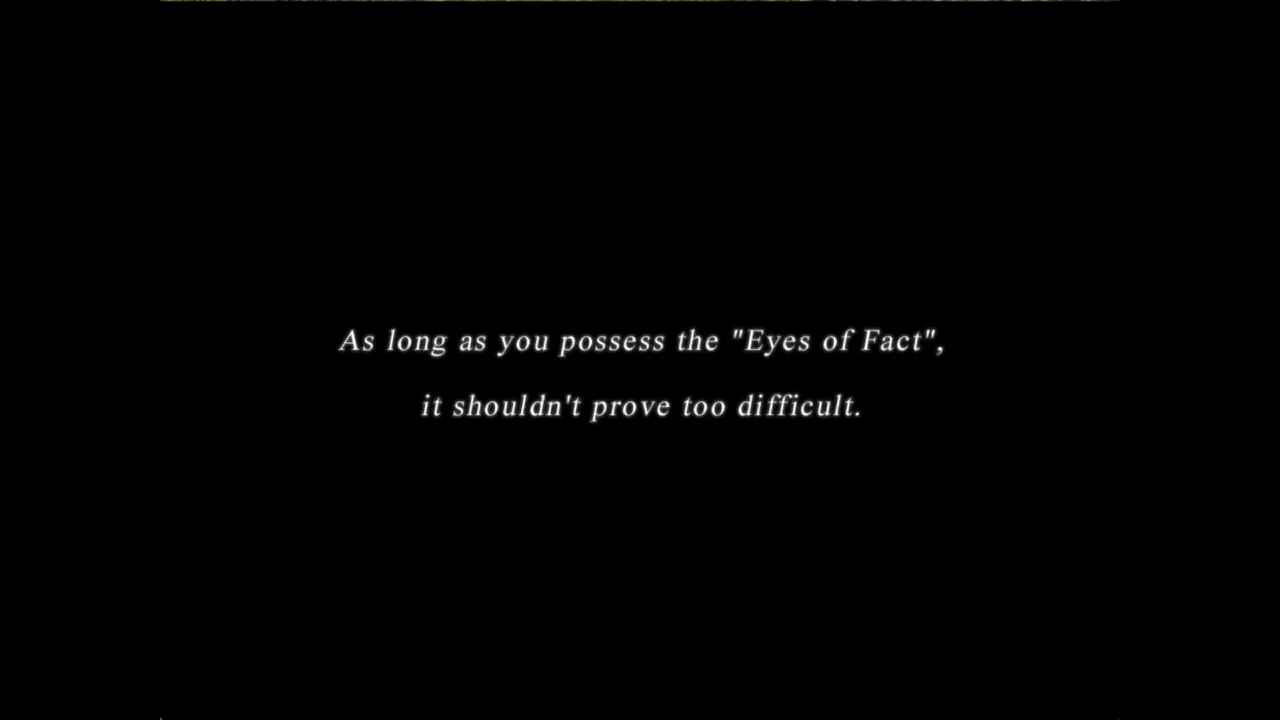 As long as you possess the "Eyes of Fact",
it shouldn't prove too difficult.